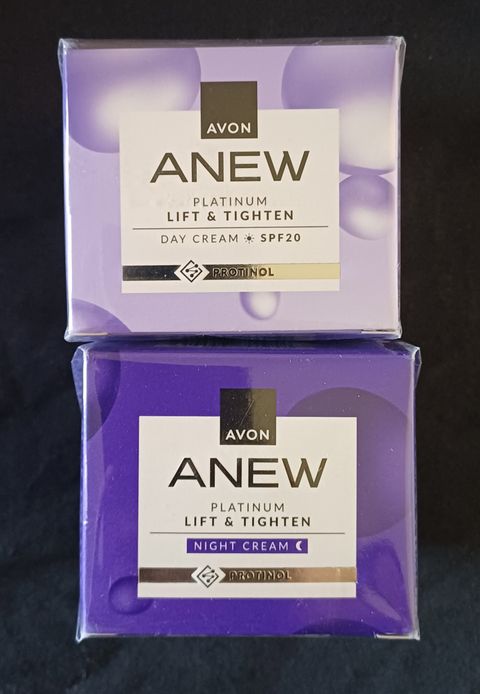 AVON
ANEW
PLATINUM
LIFT & TIGHTEN
DAY CREAM SPF20
PROTINOL
AVON
ANEW
PLATINUM
LIFT & TIGHTEN
NIGHT CREAM
PROTINOL